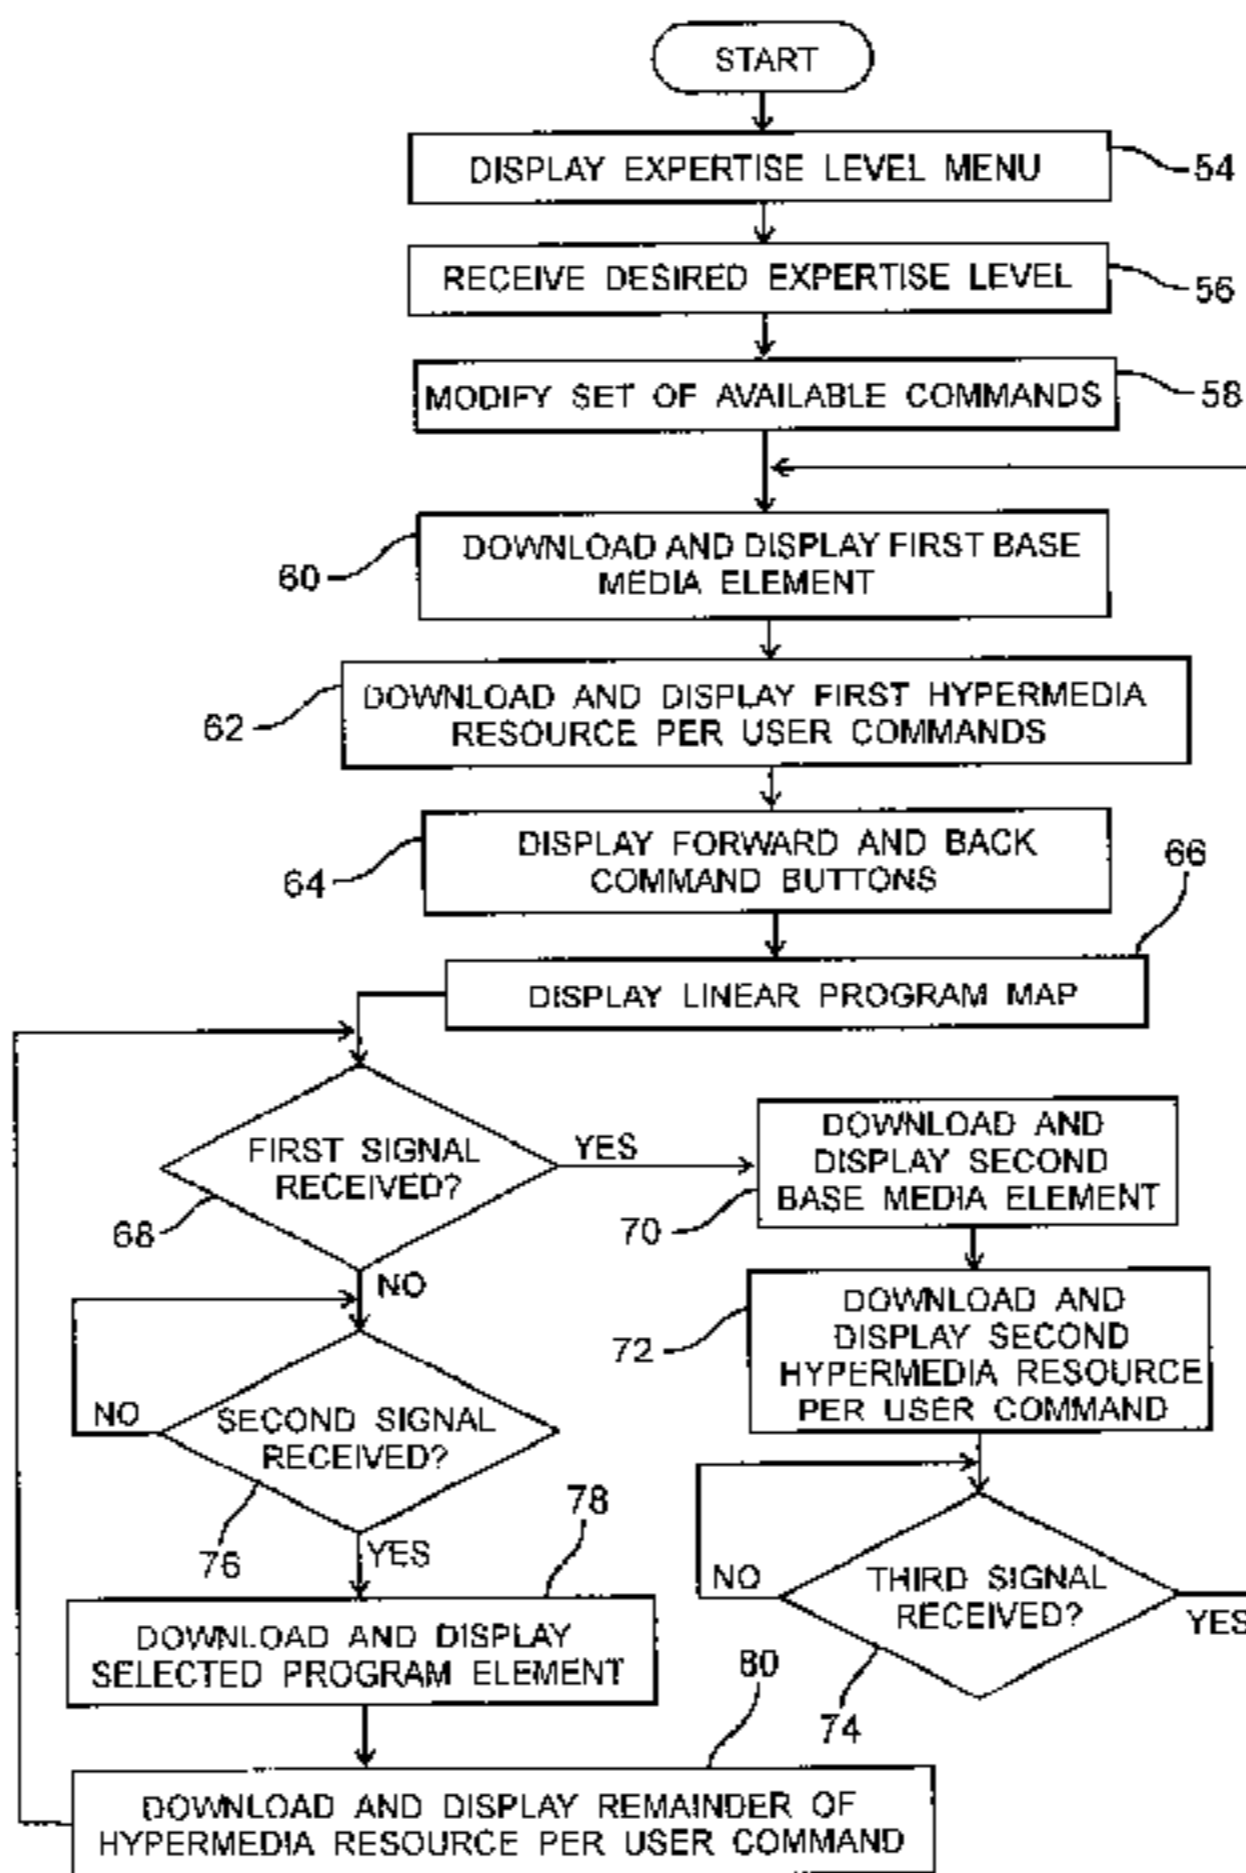 START
DISPLAY EXPERTISE LEVEL MENU
54
RECEIVE DESIRED EXPERTISE LEVEL
56
MODIFY SET OF AVAILABLE COMMANDS
58
DOWNLOAD AND DISPLAY FIRST BASE
MEDIA ELEMENT
60
DOWNLOAD AND DISPLAY FIRST HYPERMEDIA
RESOURCE PER USER COMMANDS
62
DISPLAY FORWARD AND BACK
COMMAND BUTTONS
64
66
DISPLAY LINEAR PROGRAM MAP
FIRST SIGNAL
RECEIVED?
68
YES
NO
DOWNLOAD AND
DISPLAY SECOND
BASE MEDIA ELEMENT
70
DOWNLOAD AND
DISPLAY SECOND
HYPERMEDIA RESOURCE
PER USER COMMAND
72
SECOND SIGNAL
RECEIVED?
NO
76
YES
THIRD SIGNAL
RECEIVED?
NO
YES
74
78
DOWNLOAD AND DISPLAY
SELECTED PROGRAM ELEMENT
80
DOWNLOAD AND DISPLAY REMAINDER OF
HYPERMEDIA RESOURCE PER USER COMMAND